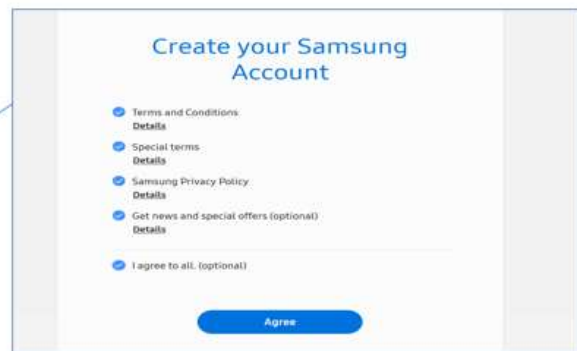 Create your Samsung
Account
Terms and Conditions
Details
Special terms
Details
Samsung Privacy Policy
Details
Get news and special offers (optional)
Details
I agree to all. (optional)
Agree